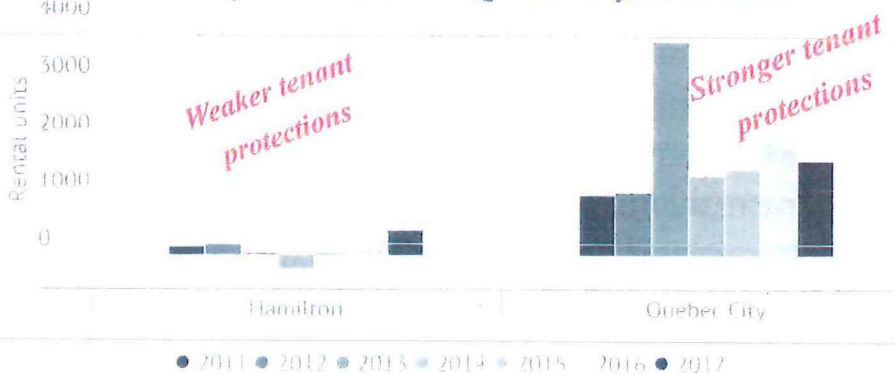 4000
3000
2000
1000
0
Rental units
Weaker tenant
protections
Stronger tenant
protections
Hamilton
Quebec City
2011 2012 2013 2014 2015 2016 2017